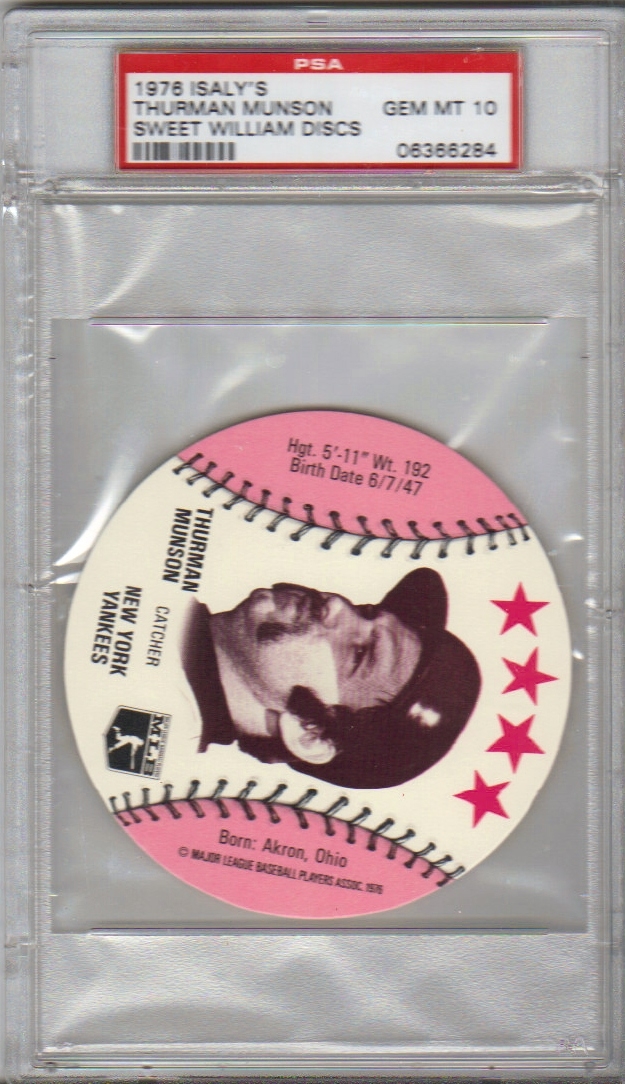 PSA
1976 ISALY'S
THURMAN MUNSON GEM MT 10
SWEET WILLIAM DISCS
06366284
Hgt. 5'-11" Wt. 192
Birth Date 6/7/47
THURMAN
MUNSON
CATCHER
NEW YORK
YANKEES
Born: Akron, Ohio
© MAJOR LEAGUE BASEBALL PLAYERS ASSOC. 1976